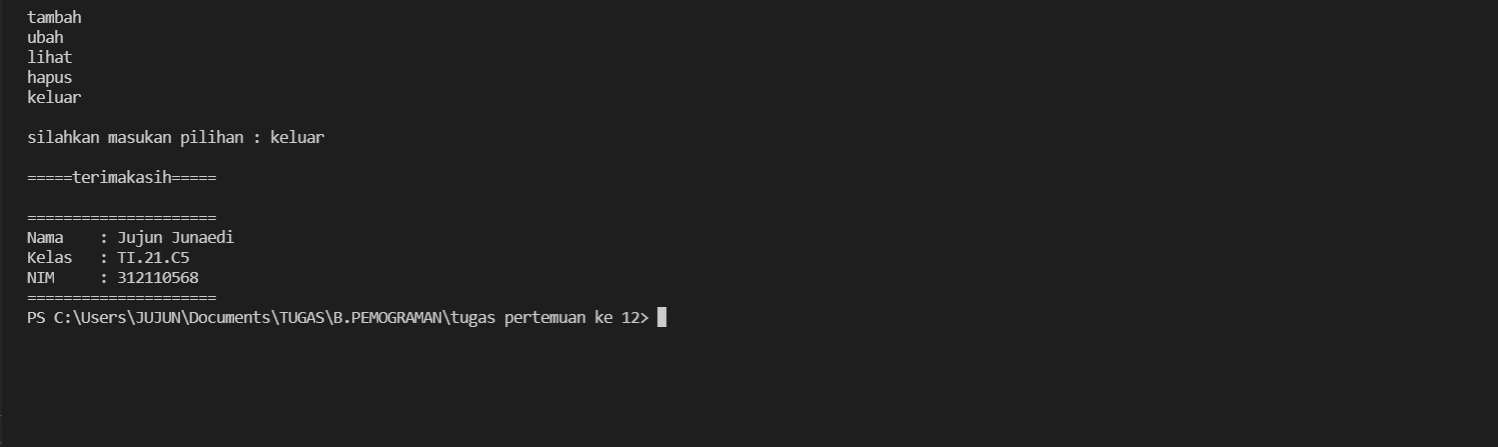 tambah
ubah
lihat
hapus
keluar
silahkan masukan pilihan : keluar
=====terimakasih=====
=====================
Nama    : Jujun Junaedi
Kelas   : TI.21.C5
NIM     : 312110568
=====================
PS C:\Users\JUJUN\Documents\TUGAS\B.PEMOGRAMAN\tugas pertemuan ke 12>